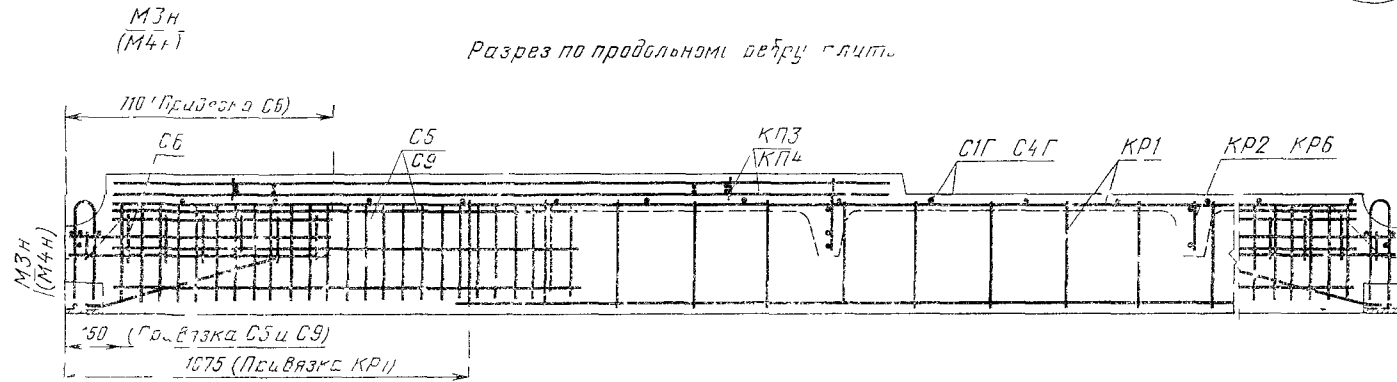 М3н
(М4н)
Разрез по продольному ребру плиты
710 (Привязка С6)
С6
С5
С9
КП3
КП4
С1Г С4Г
КР1
КР2 КР6
М3н
(М4н)
(Привязка С5 и С9)
1075 (Привязка КР1)